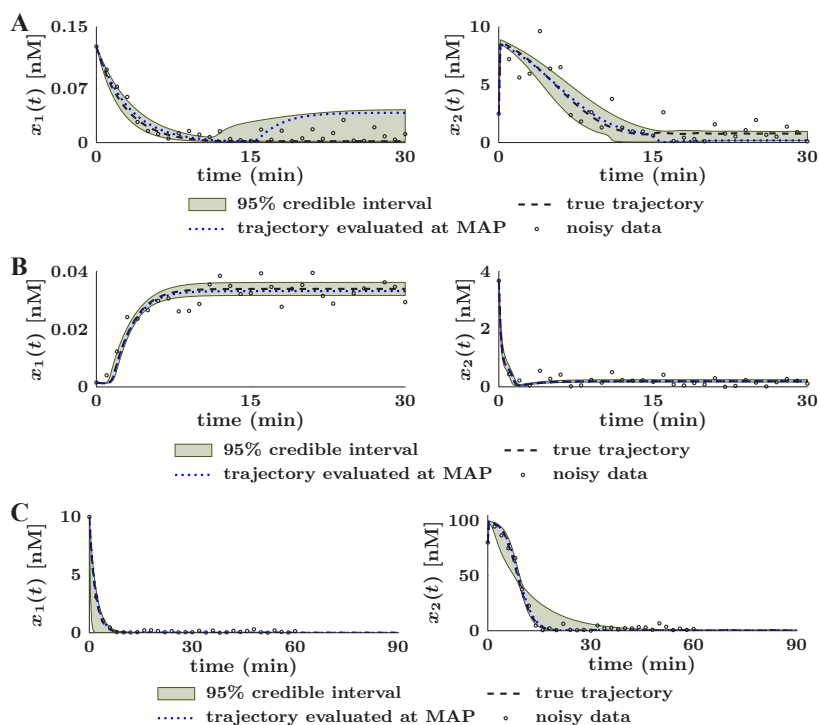 A
x₁(t) [nM]
0.15
0.07
0
0 15 30
time (min)
x₂(t) [nM]
10
5
0
0 15 30
time (min)
95% credible interval
true trajectory
trajectory evaluated at MAP
noisy data
B
x₁(t) [nM]
0.04
0.02
0
0 10 20 30
time (min)
x₂(t) [nM]
4
2
0
0 10 20 30
time (min)
95% credible interval
true trajectory
trajectory evaluated at MAP
noisy data
C
x₁(t) [nM]
10
5
0
0 30 60 90
time (min)
x₂(t) [nM]
100
50
0
0 30 60 90
time (min)
95% credible interval
true trajectory
trajectory evaluated at MAP
noisy data